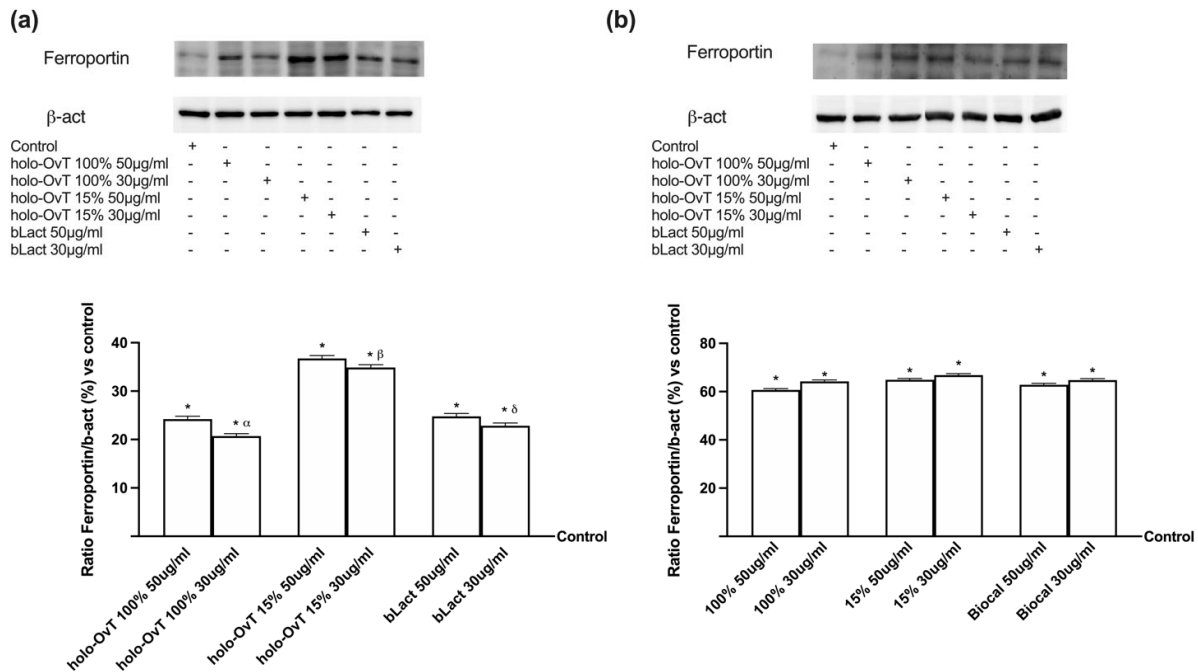 (a)
Ferroportin
β-act
Control + - - - - - -
holo-OvT 100% 50µg/ml - + - - - - -
holo-OvT 100% 30µg/ml - - + - - - -
holo-OvT 15% 50µg/ml - - - + - - -
holo-OvT 15% 30µg/ml - - - - + - -
bLact 50µg/ml - - - - - + -
bLact 30µg/ml - - - - - - +
Ratio Ferroportin/b-act (%) vs control
40
30
20
10
*
* α
*
* β
*
* δ
Control
holo-OvT 100% 50ug/ml
holo-OvT 100% 30ug/ml
holo-OvT 15% 50ug/ml
holo-OvT 15% 30ug/ml
bLact 50ug/ml
bLact 30ug/ml
(b)
Ferroportin
β-act
Control + - - - - - -
holo-OvT 100% 50µg/ml - + - - - - -
holo-OvT 100% 30µg/ml - - + - - - -
holo-OvT 15% 50µg/ml - - - + - - -
holo-OvT 15% 30µg/ml - - - - + - -
bLact 50µg/ml - - - - - + -
bLact 30µg/ml - - - - - - +
Ratio Ferroportin/b-act (%) vs control
80
60
40
20
*
*
*
*
*
*
Control
100% 50ug/ml
100% 30ug/ml
15% 50ug/ml
15% 30ug/ml
Biocal 50ug/ml
Biocal 30ug/ml